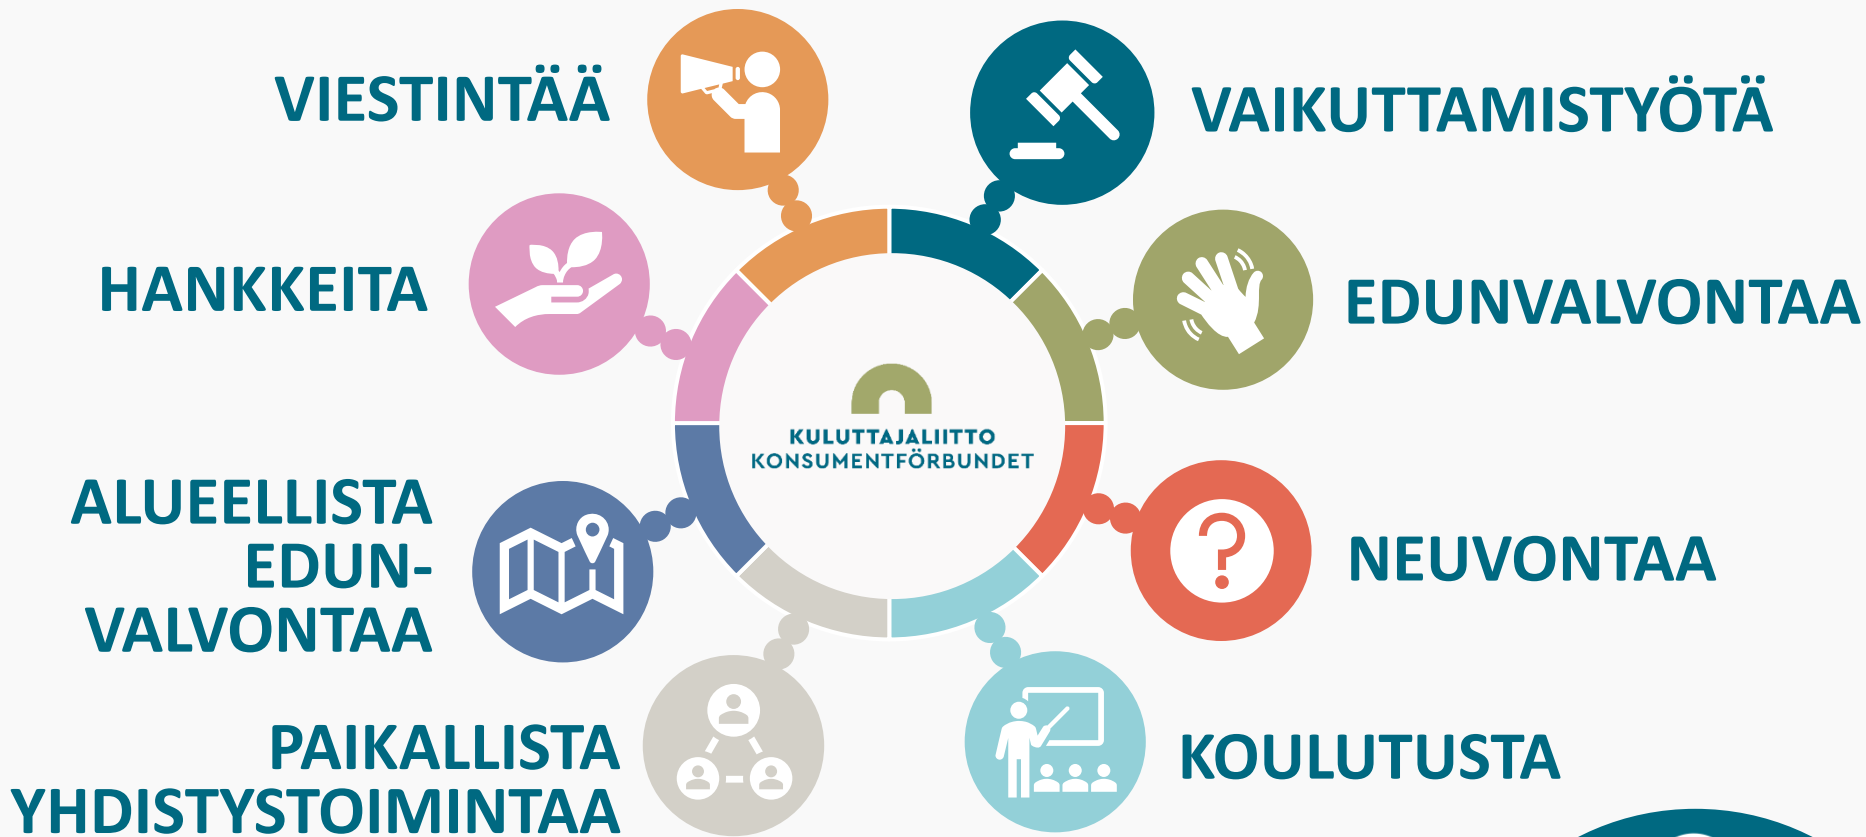 VIESTINTÄÄ
VAIKUTTAMISTYÖTÄ
HANKKEITA
EDUNVALVONTAA
KULUTTAJALIITTO
KONSUMENTFÖRBUNDET
ALUEELLISTA
EDUN-
VALVONTAA
NEUVONTAA
PAIKALLISTA
YHDISTYSTOIMINTAA
KOULUTUSTA